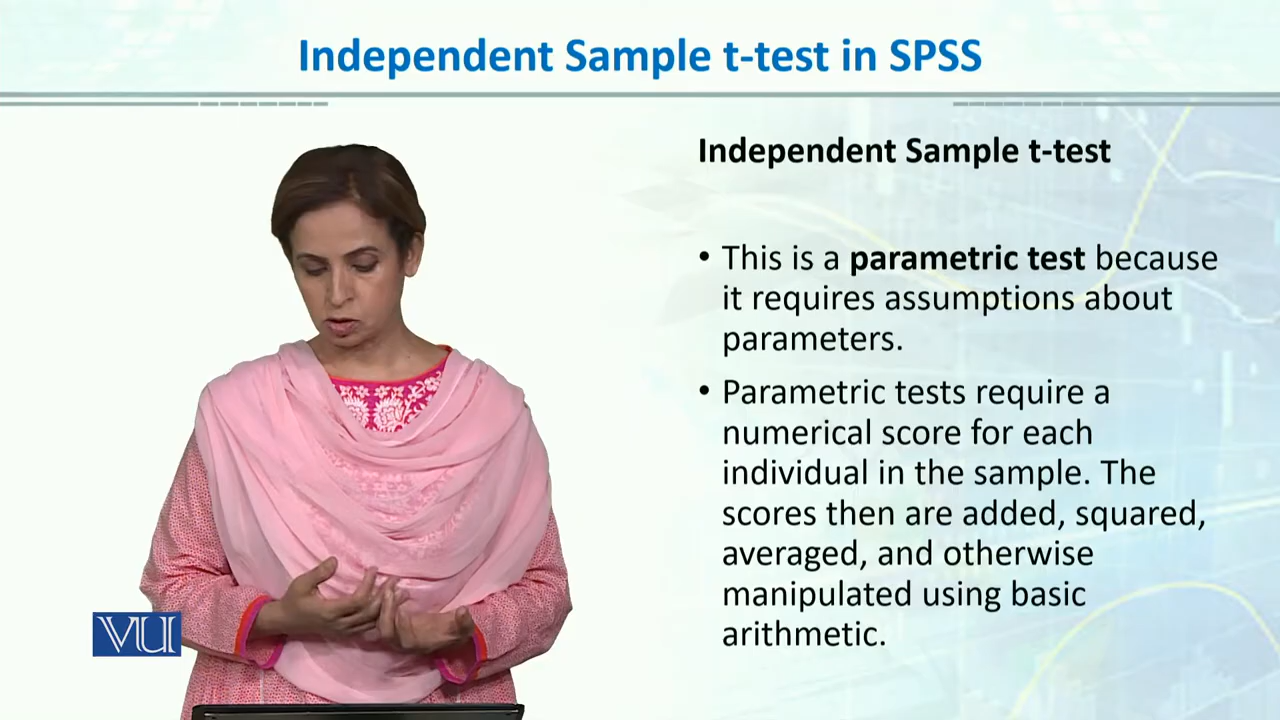 Independent Sample t-test in SPSS
Independent Sample t-test
• This is a parametric test because
it requires assumptions about
parameters.
• Parametric tests require a
numerical score for each
individual in the sample. The
scores then are added, squared,
averaged, and otherwise
manipulated using basic
arithmetic.
VU